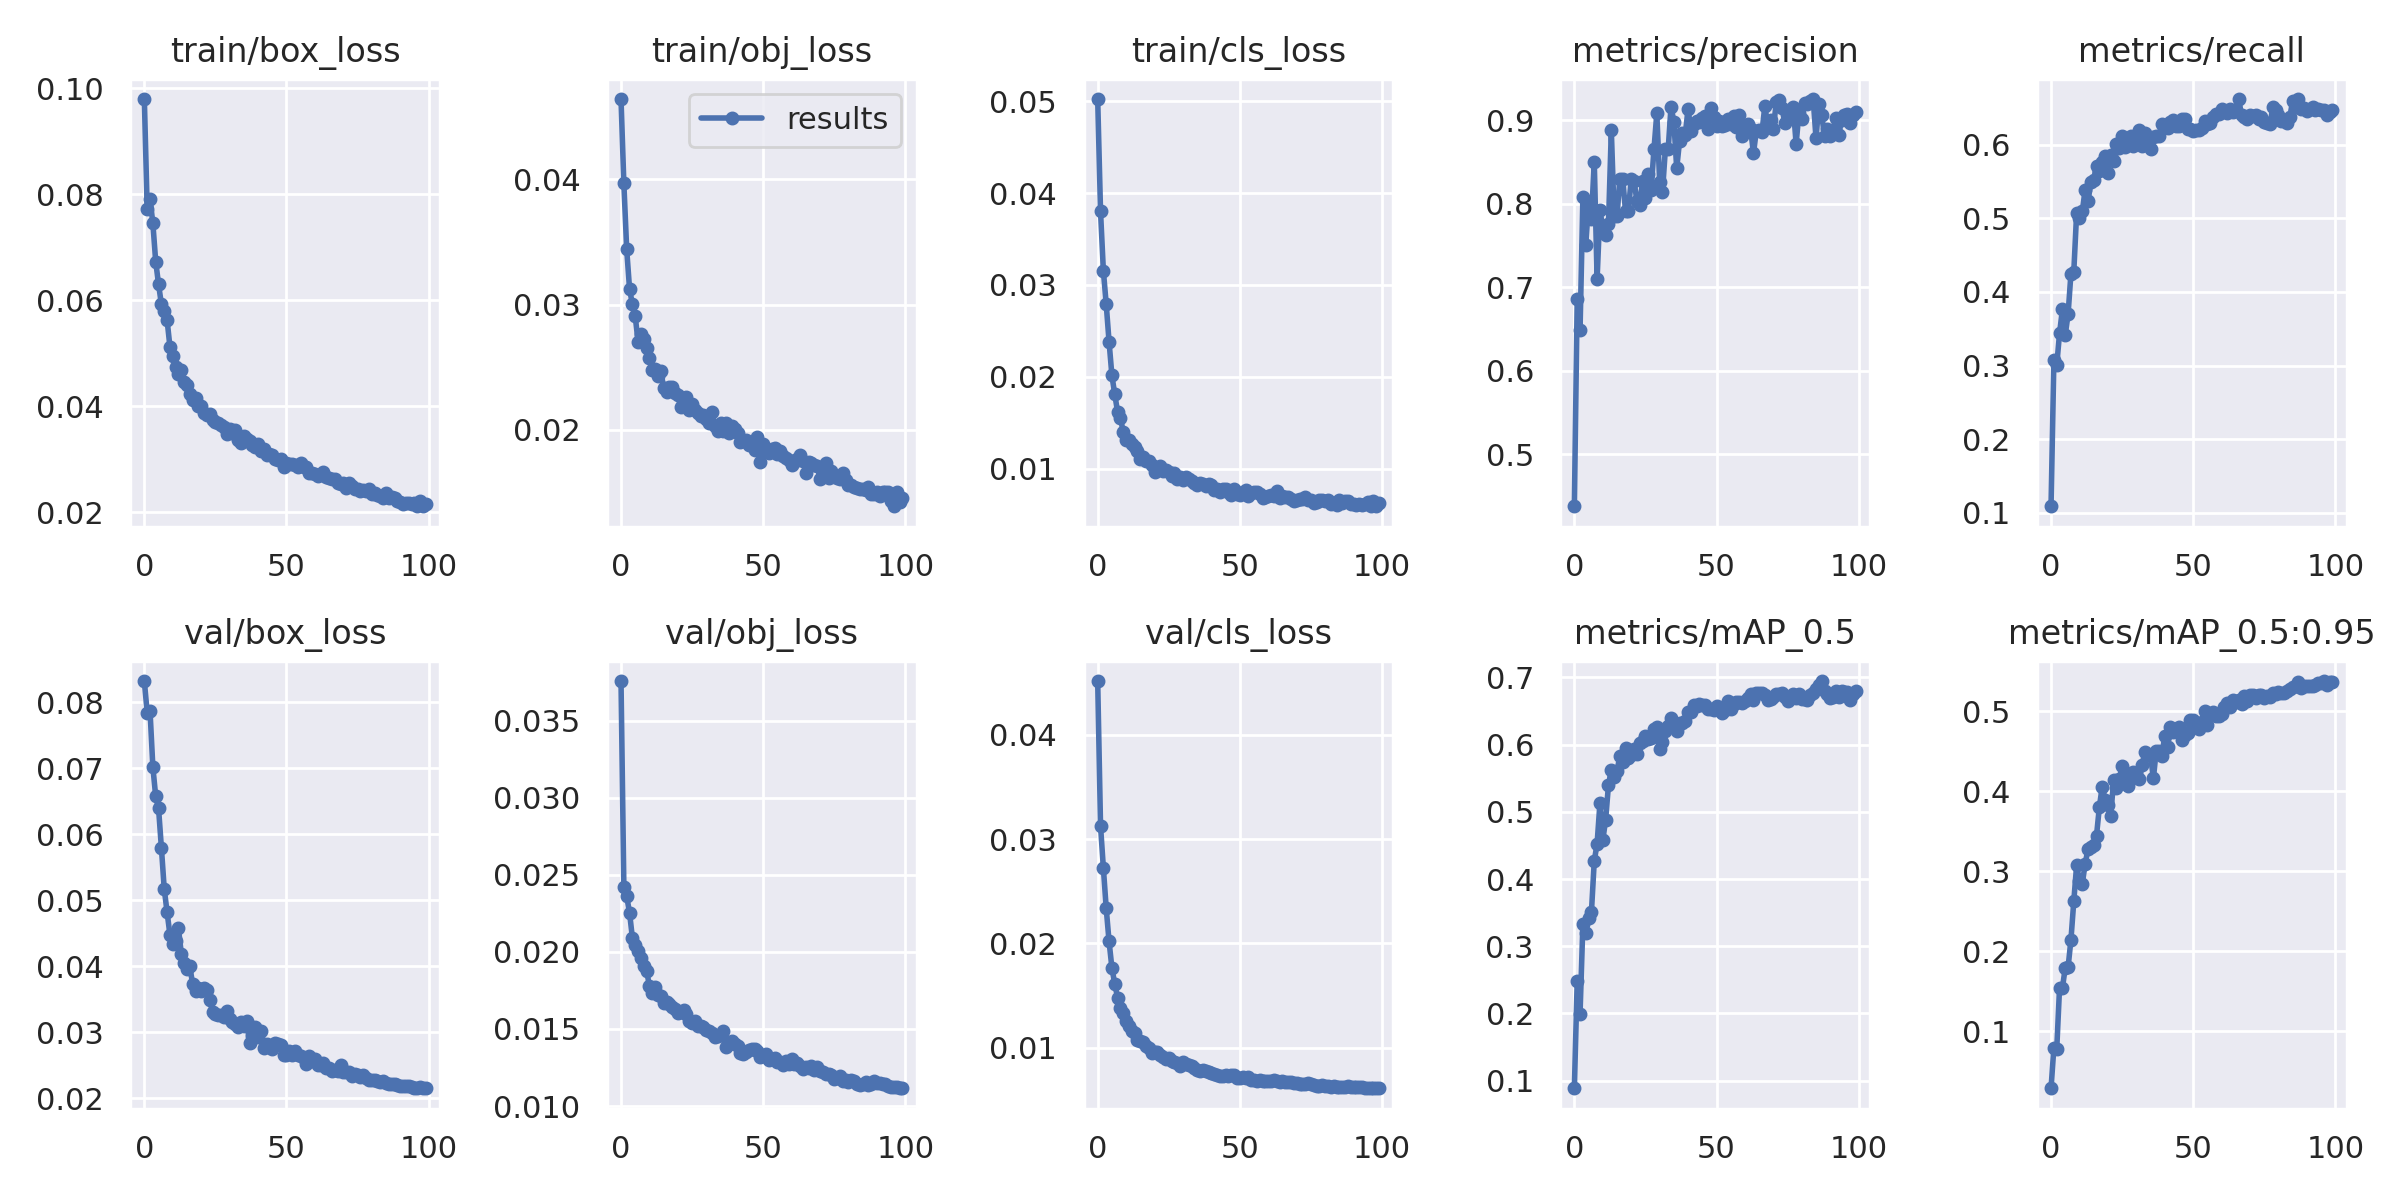 train/box_loss
train/obj_loss
train/cls_loss
metrics/precision
metrics/recall
0.10
0.08
0.06
0.04
0.02
0 50 100
results
0.04
0.03
0.02
0 50 100
0.05
0.04
0.03
0.02
0.01
0 50 100
0.9
0.8
0.7
0.6
0.5
0 50 100
0.6
0.5
0.4
0.3
0.2
0.1
0 50 100
val/box_loss
val/obj_loss
val/cls_loss
metrics/mAP_0.5
metrics/mAP_0.5:0.95
0.08
0.07
0.06
0.05
0.04
0.03
0.02
0 50 100
0.035
0.030
0.025
0.020
0.015
0.010
0 50 100
0.04
0.03
0.02
0.01
0 50 100
0.7
0.6
0.5
0.4
0.3
0.2
0.1
0 50 100
0.5
0.4
0.3
0.2
0.1
0 50 100